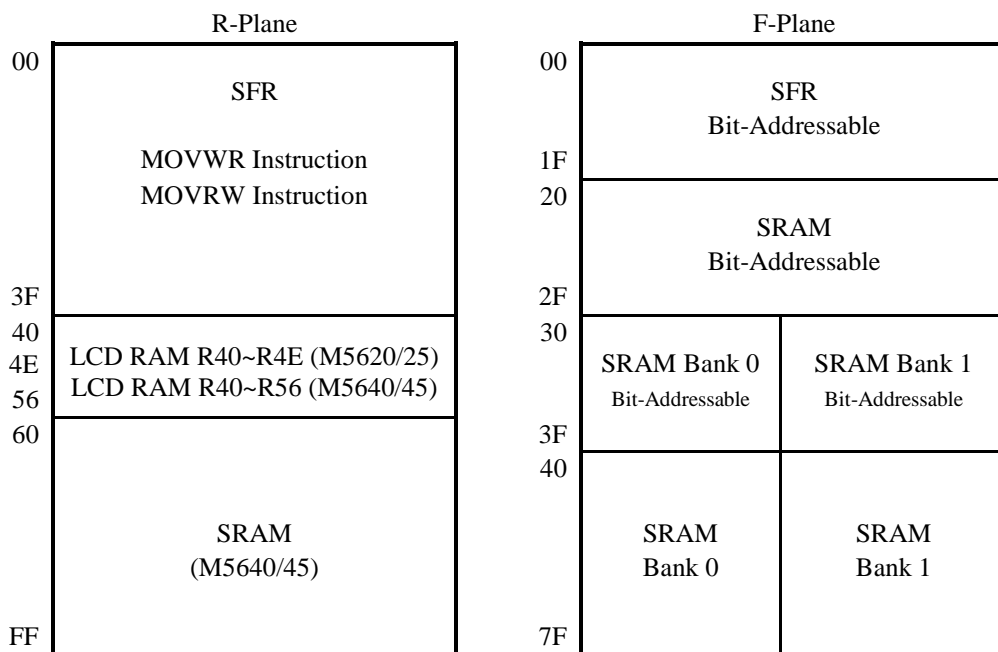 R-Plane
00
SFR
MOVWR Instruction
MOVRW Instruction
3F
40
4E
LCD RAM R40~R4E (M5620/25)
LCD RAM R40~R56 (M5640/45)
56
60
SRAM
(M5640/45)
FF
F-Plane
00
SFR
Bit-Addressable
1F
20
SRAM
Bit-Addressable
2F
30
SRAM Bank 0
Bit-Addressable
SRAM Bank 1
Bit-Addressable
3F
40
SRAM
Bank 0
SRAM
Bank 1
7F